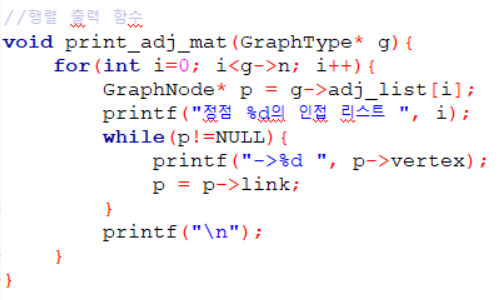 //행렬 출력 함수
void print_adj_mat(GraphType* g){
    for(int i=0; i<g->n; i++){
        GraphNode* p = g->adj_list[i];
        printf("정점 %d의 인접 리스트 ", i);
        while(p!=NULL){
            printf("->%d ", p->vertex);
            p = p->link;
        }
        printf("\n");
    }
}